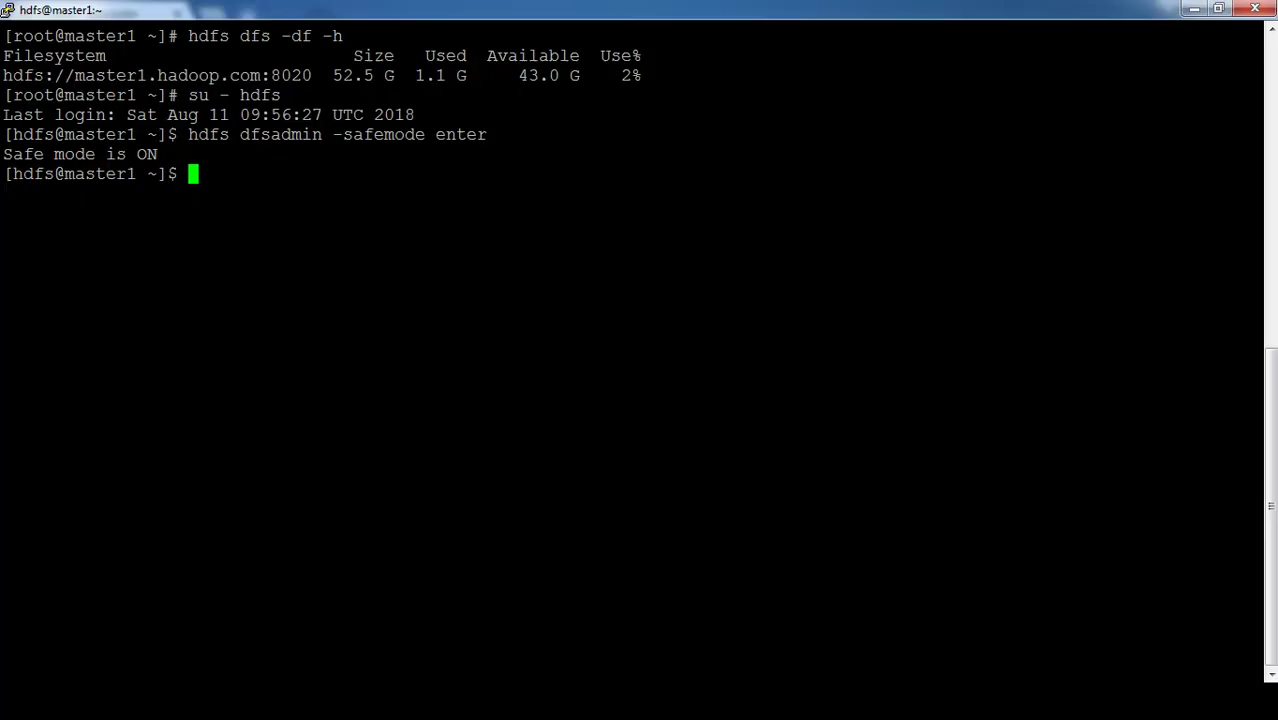 hdfs@master1:~
[root@master1 ~]# hdfs dfs -df -h
Filesystem                        Size   Used  Available  Use%
hdfs://master1.hadoop.com:8020  52.5 G  1.1 G     43.0 G    2%
[root@master1 ~]# su - hdfs
Last login: Sat Aug 11 09:56:27 UTC 2018
[hdfs@master1 ~]$ hdfs dfsadmin -safemode enter
Safe mode is ON
[hdfs@master1 ~]$